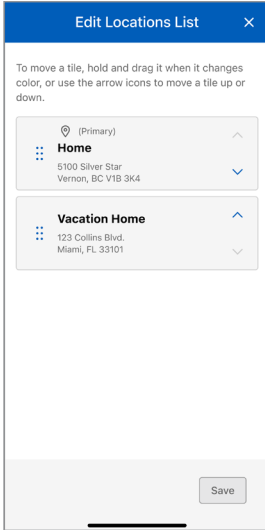 Edit Locations List
To move a tile, hold and drag it when it changes
color, or use the arrow icons to move a tile up or
down.
(Primary)
Home
5100 Silver Star
Vernon, BC V1B 3K4
Vacation Home
123 Collins Blvd.
Miami, FL 33101
Save